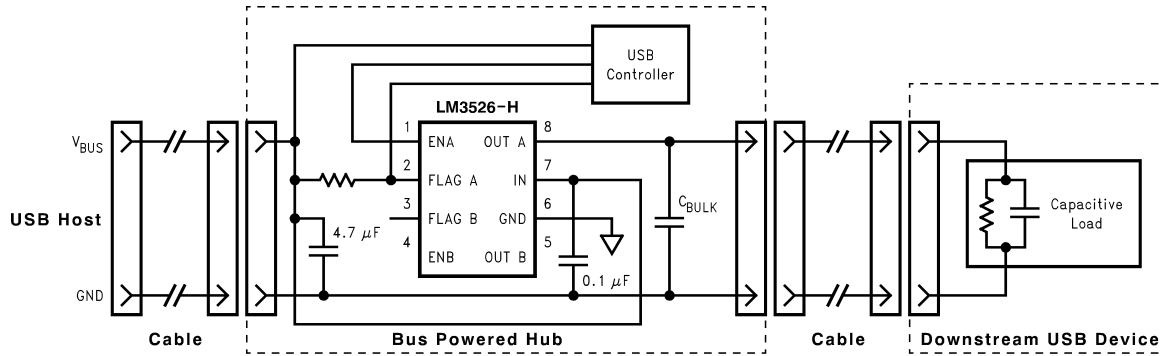 USB
Controller
LM3526-H
1
ENA
OUT A
8
2
FLAG A
IN
7
3
FLAG B
GND
6
4
ENB
OUT B
5
VBUS
USB Host
GND
4.7 μF
0.1 μF
CBULK
Capacitive
Load
Cable
Bus Powered Hub
Cable
Downstream USB Device